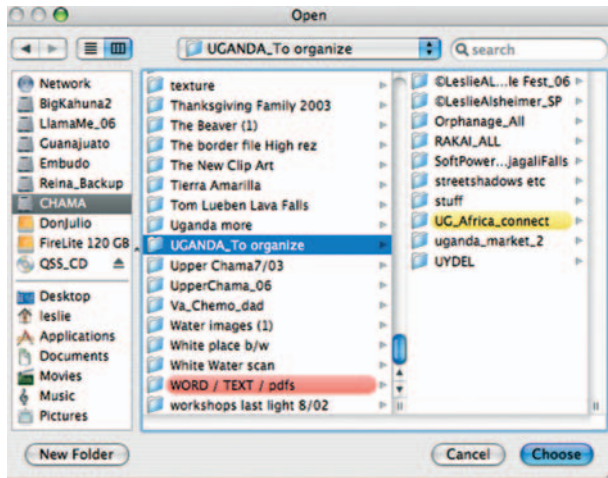 Open
UGANDA_To organize
search
Network
BigKahuna2
LlamaMe_06
Guanajuato
Embudo
Reina_Backup
CHAMA
DonJulio
FireLite 120 GB
QSS_CD
Desktop
leslie
Applications
Documents
Movies
Music
Pictures
texture
Thanksgiving Family 2003
The Beaver (1)
The border file High rez
The New Clip Art
Tierra Amarilla
Tom Lueben Lava Falls
Uganda more
UGANDA_To organize
Upper Chama7/03
UpperChama_06
Va_Chemo_dad
Water images (1)
White place b/w
White Water scan
WORD / TEXT / pdfs
workshops last light 8/02
©LeslieAL...le Fest_06
©LeslieAlsheimer_SP
Orphanage_All
RAKAI_ALL
SoftPower...jagaliFalls
streetshadows etc
stuff
UG_Africa_connect
uganda_market_2
UYDEL
New Folder
Cancel
Choose